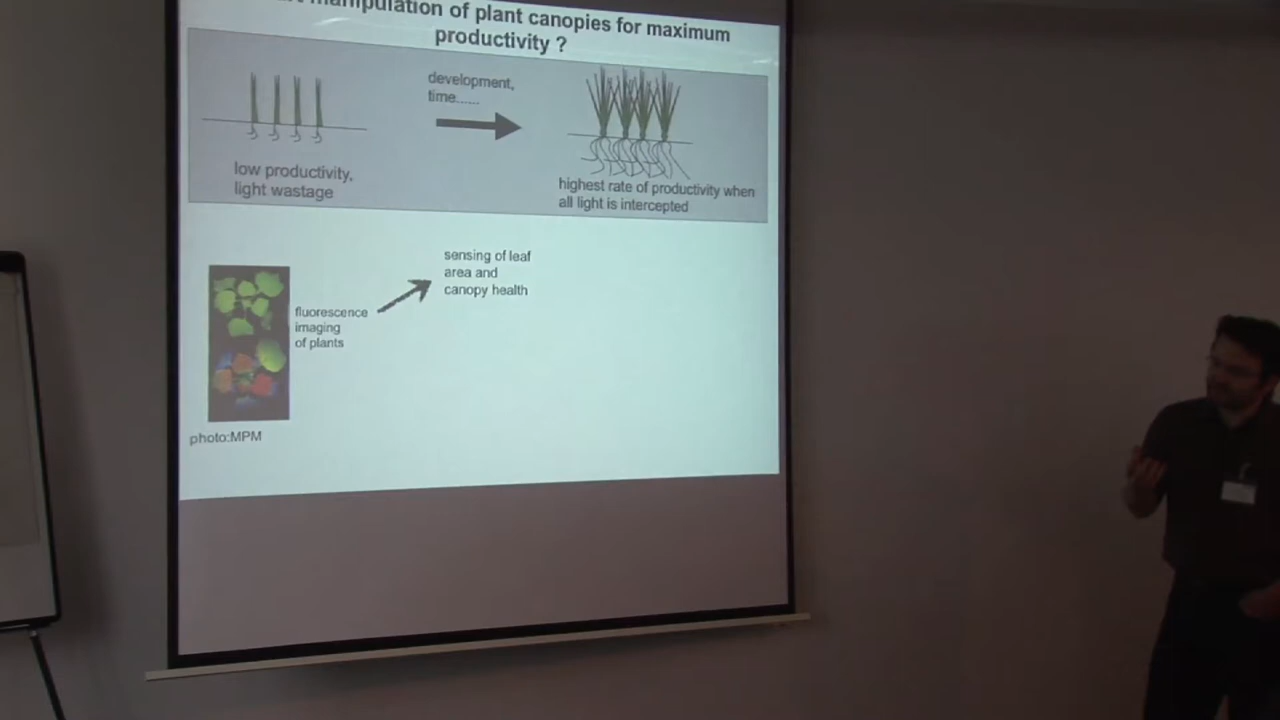 manipulation of plant canopies for maximum
productivity ?
development,
time......
low productivity,
light wastage
highest rate of productivity when
all light is intercepted
sensing of leaf
area and
canopy health
fluorescence
imaging
of plants
photo:MPM